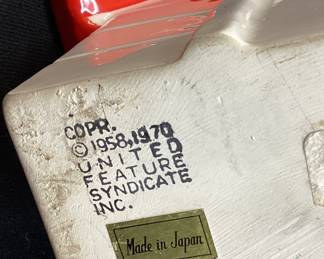 COPR.
©1958,1970
UNITED
FEATURE
SYNDICATE
INC.
Made in Japan